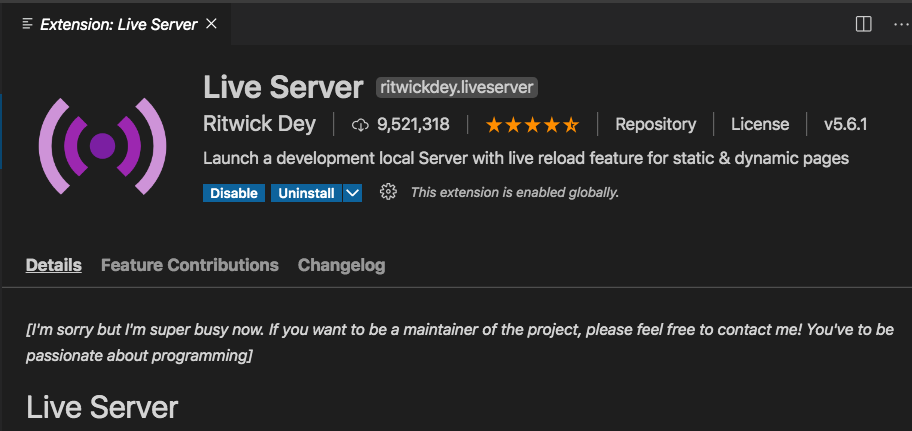 Extension: Live Server
Live Server ritwickdey.liveserver
Ritwick Dey 9,521,318 Repository License v5.6.1
Launch a development local Server with live reload feature for static & dynamic pages
Disable Uninstall This extension is enabled globally.
Details Feature Contributions Changelog
[I'm sorry but I'm super busy now. If you want to be a maintainer of the project, please feel free to contact me! You've to be
passionate about programming]
Live Server